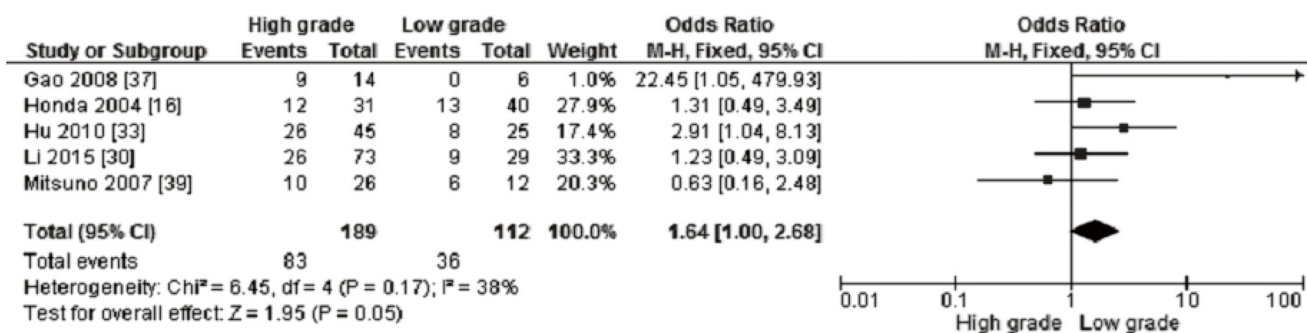 High grade Low grade Odds Ratio Odds Ratio
Study or Subgroup Events Total Events Total Weight M-H, Fixed, 95% CI M-H, Fixed, 95% CI
Gao 2008 [37] 9 14 0 6 1.0% 22.45 [1.05, 479.93]
Honda 2004 [16] 12 31 13 40 27.9% 1.31 [0.49, 3.49]
Hu 2010 [33] 26 45 8 25 17.4% 2.91 [1.04, 8.13]
Li 2015 [30] 26 73 9 29 33.3% 1.23 [0.49, 3.09]
Mitsuno 2007 [39] 10 26 6 12 20.3% 0.63 [0.16, 2.48]
Total (95% CI) 189 112 100.0% 1.64 [1.00, 2.68]
Total events 83 36
Heterogeneity: Chi² = 6.45, df = 4 (P = 0.17); I² = 38%
Test for overall effect: Z = 1.95 (P = 0.05)
0.01 0.1 1 10 100
High grade Low grade